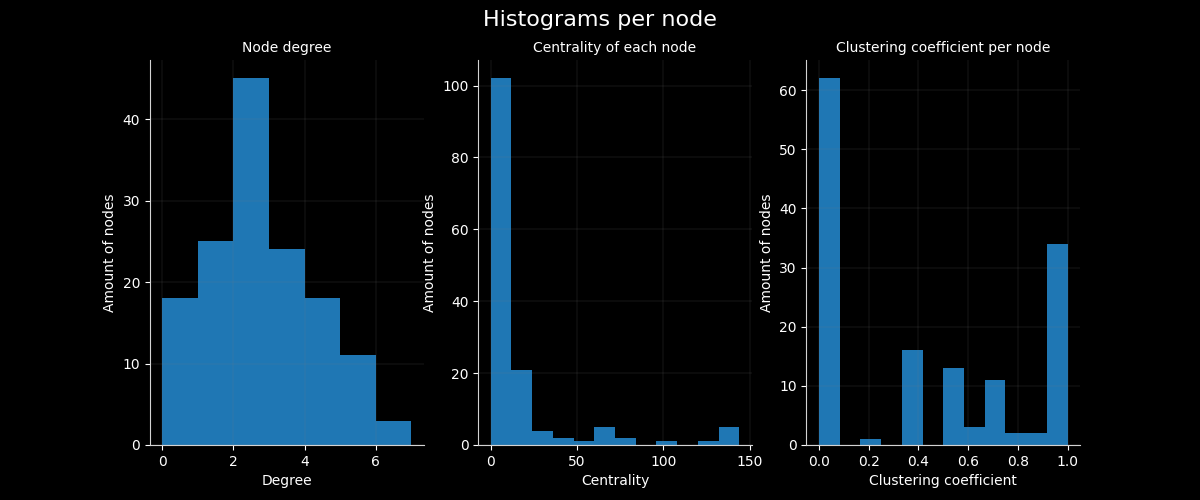 Histograms per node
Node degree
Amount of nodes
40
30
20
10
0
0 2 4 6
Degree
Centrality of each node
Amount of nodes
100
80
60
40
20
0
0 50 100 150
Centrality
Clustering coefficient per node
Amount of nodes
60
50
40
30
20
10
0
0.0 0.2 0.4 0.6 0.8 1.0
Clustering coefficient